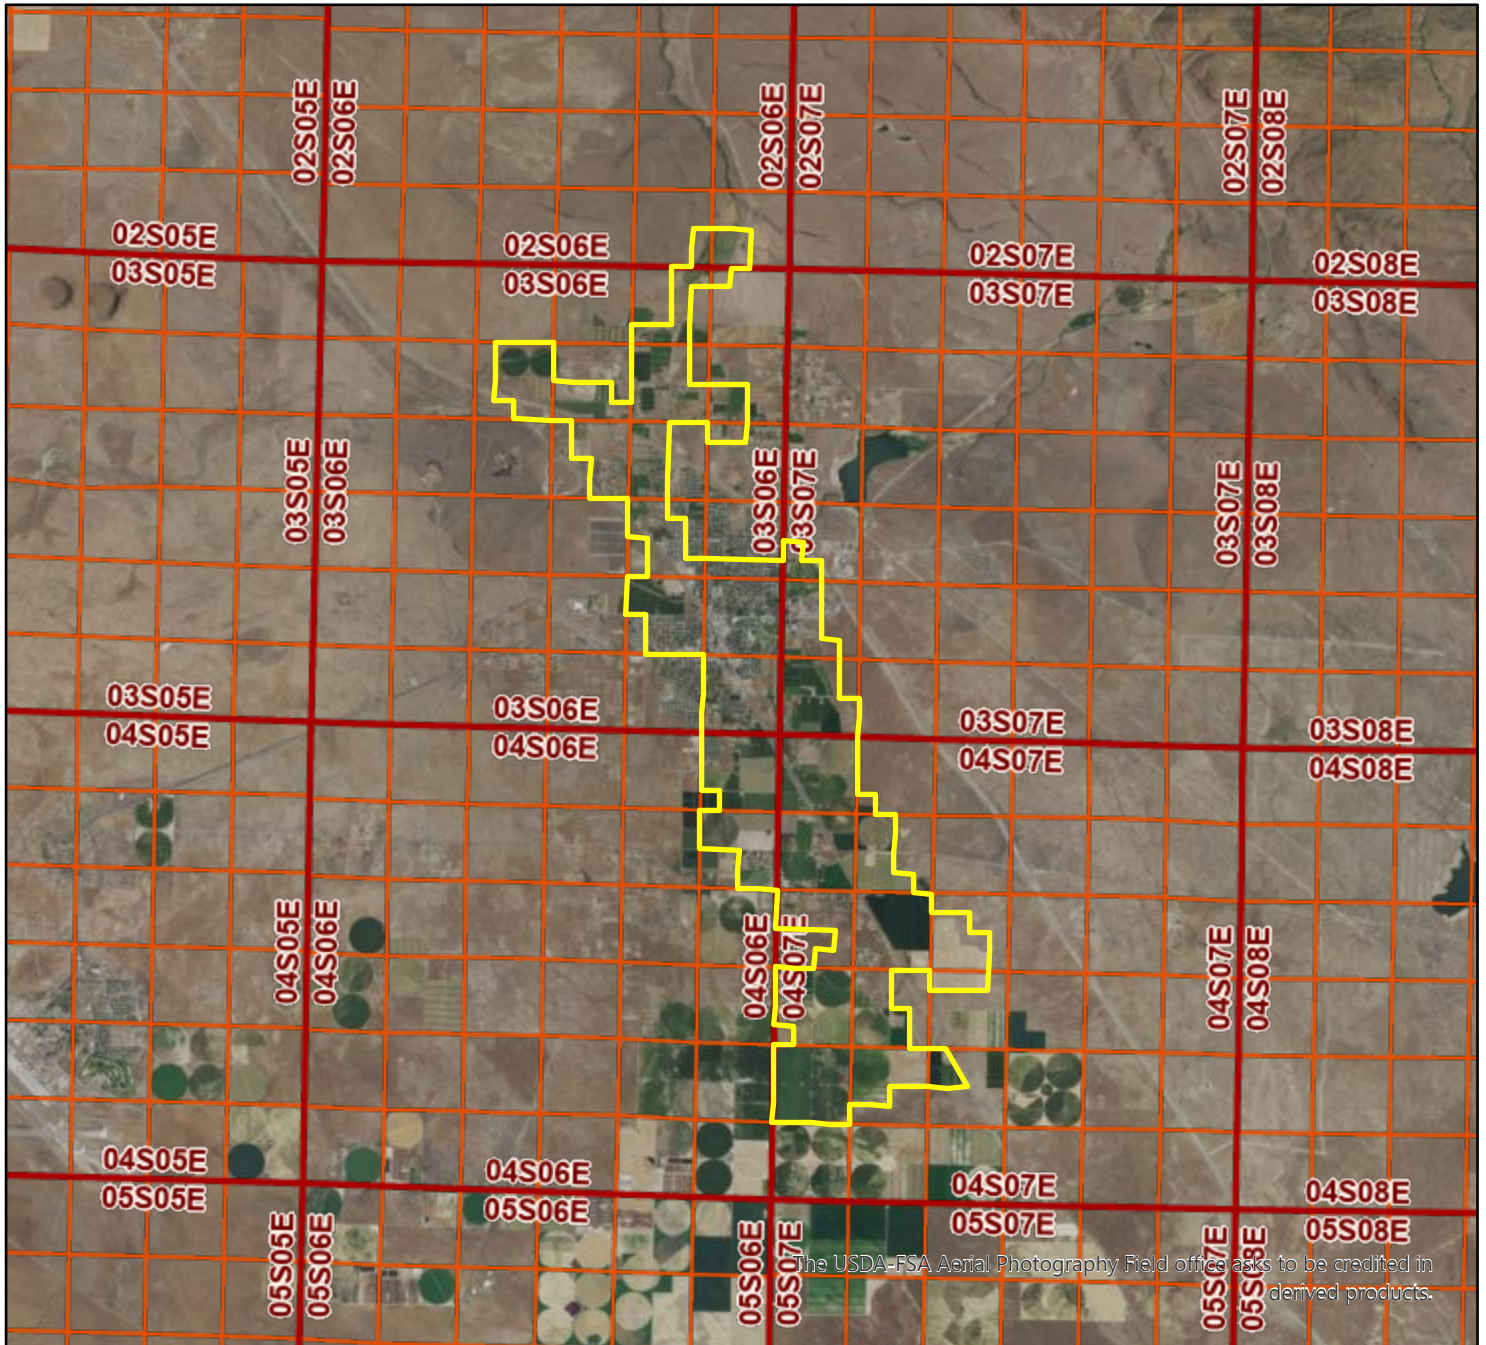 02S05E
02S06E
02S06E
02S07E
02S07E
02S08E
02S05E
03S05E
02S06E
03S06E
02S07E
03S07E
02S08E
03S08E
03S05E
03S06E
03S06E
03S07E
03S07E
03S08E
03S05E
04S05E
03S06E
04S06E
03S07E
04S07E
03S08E
04S08E
04S05E
04S06E
04S06E
04S07E
04S07E
04S08E
04S05E
05S05E
04S06E
05S06E
04S07E
05S07E
04S08E
05S08E
05S05E
05S06E
05S06E
05S07E
05S07E
05S08E
The USDA-FSA Aerial Photography Field office asks to be credited in
derived products.